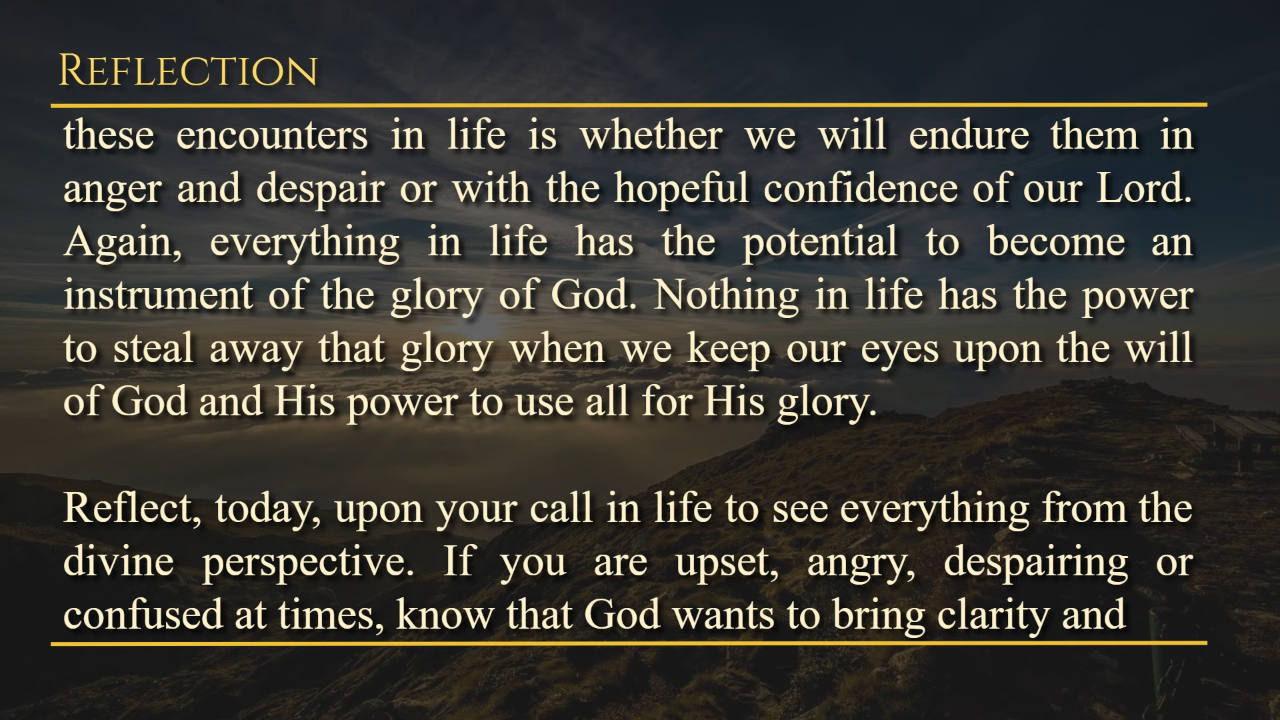 Reflection
these encounters in life is whether we will endure them in
anger and despair or with the hopeful confidence of our Lord.
Again, everything in life has the potential to become an
instrument of the glory of God. Nothing in life has the power
to steal away that glory when we keep our eyes upon the will
of God and His power to use all for His glory.
Reflect, today, upon your call in life to see everything from the
divine perspective. If you are upset, angry, despairing or
confused at times, know that God wants to bring clarity and